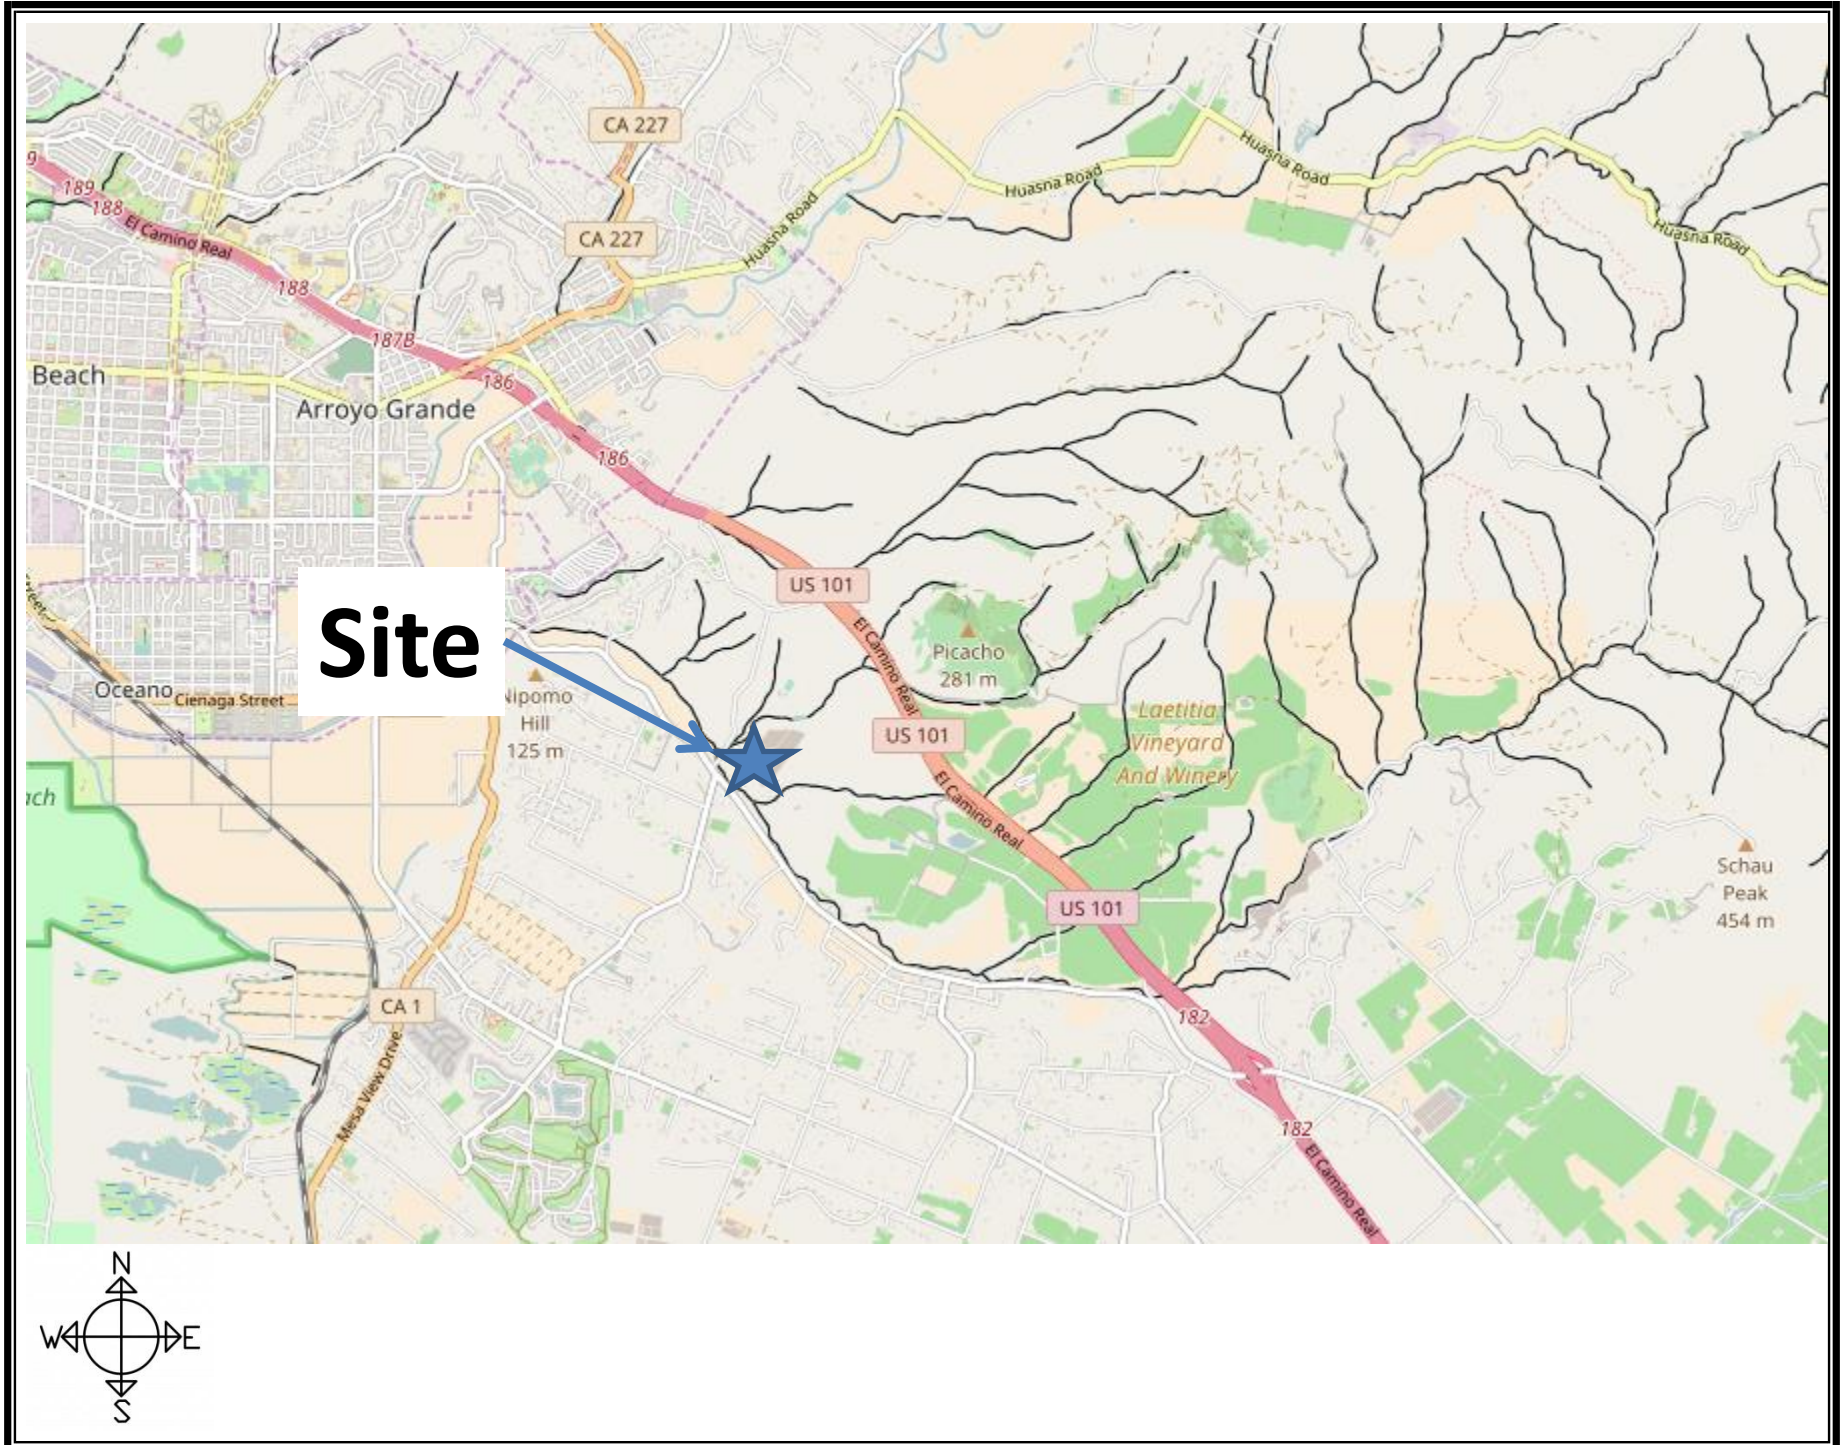 CA 227
9
189
188
El Camino Real
Huasna Road
Huasna Road
Huasna Road
Huasna Road
CA 227
188
187B
Beach
186
Arroyo Grande
186
US 101
El Camino Real
Site
Picacho
281 m
Oceano
Cienaga Street
Nipomo
Hill
125 m
US 101
Laetitia
Vineyard
And Winery
El Camino Real
Schau
Peak
454 m
US 101
CA 1
182
Mesa View Drive
182
El Camino Real
N
W
E
S